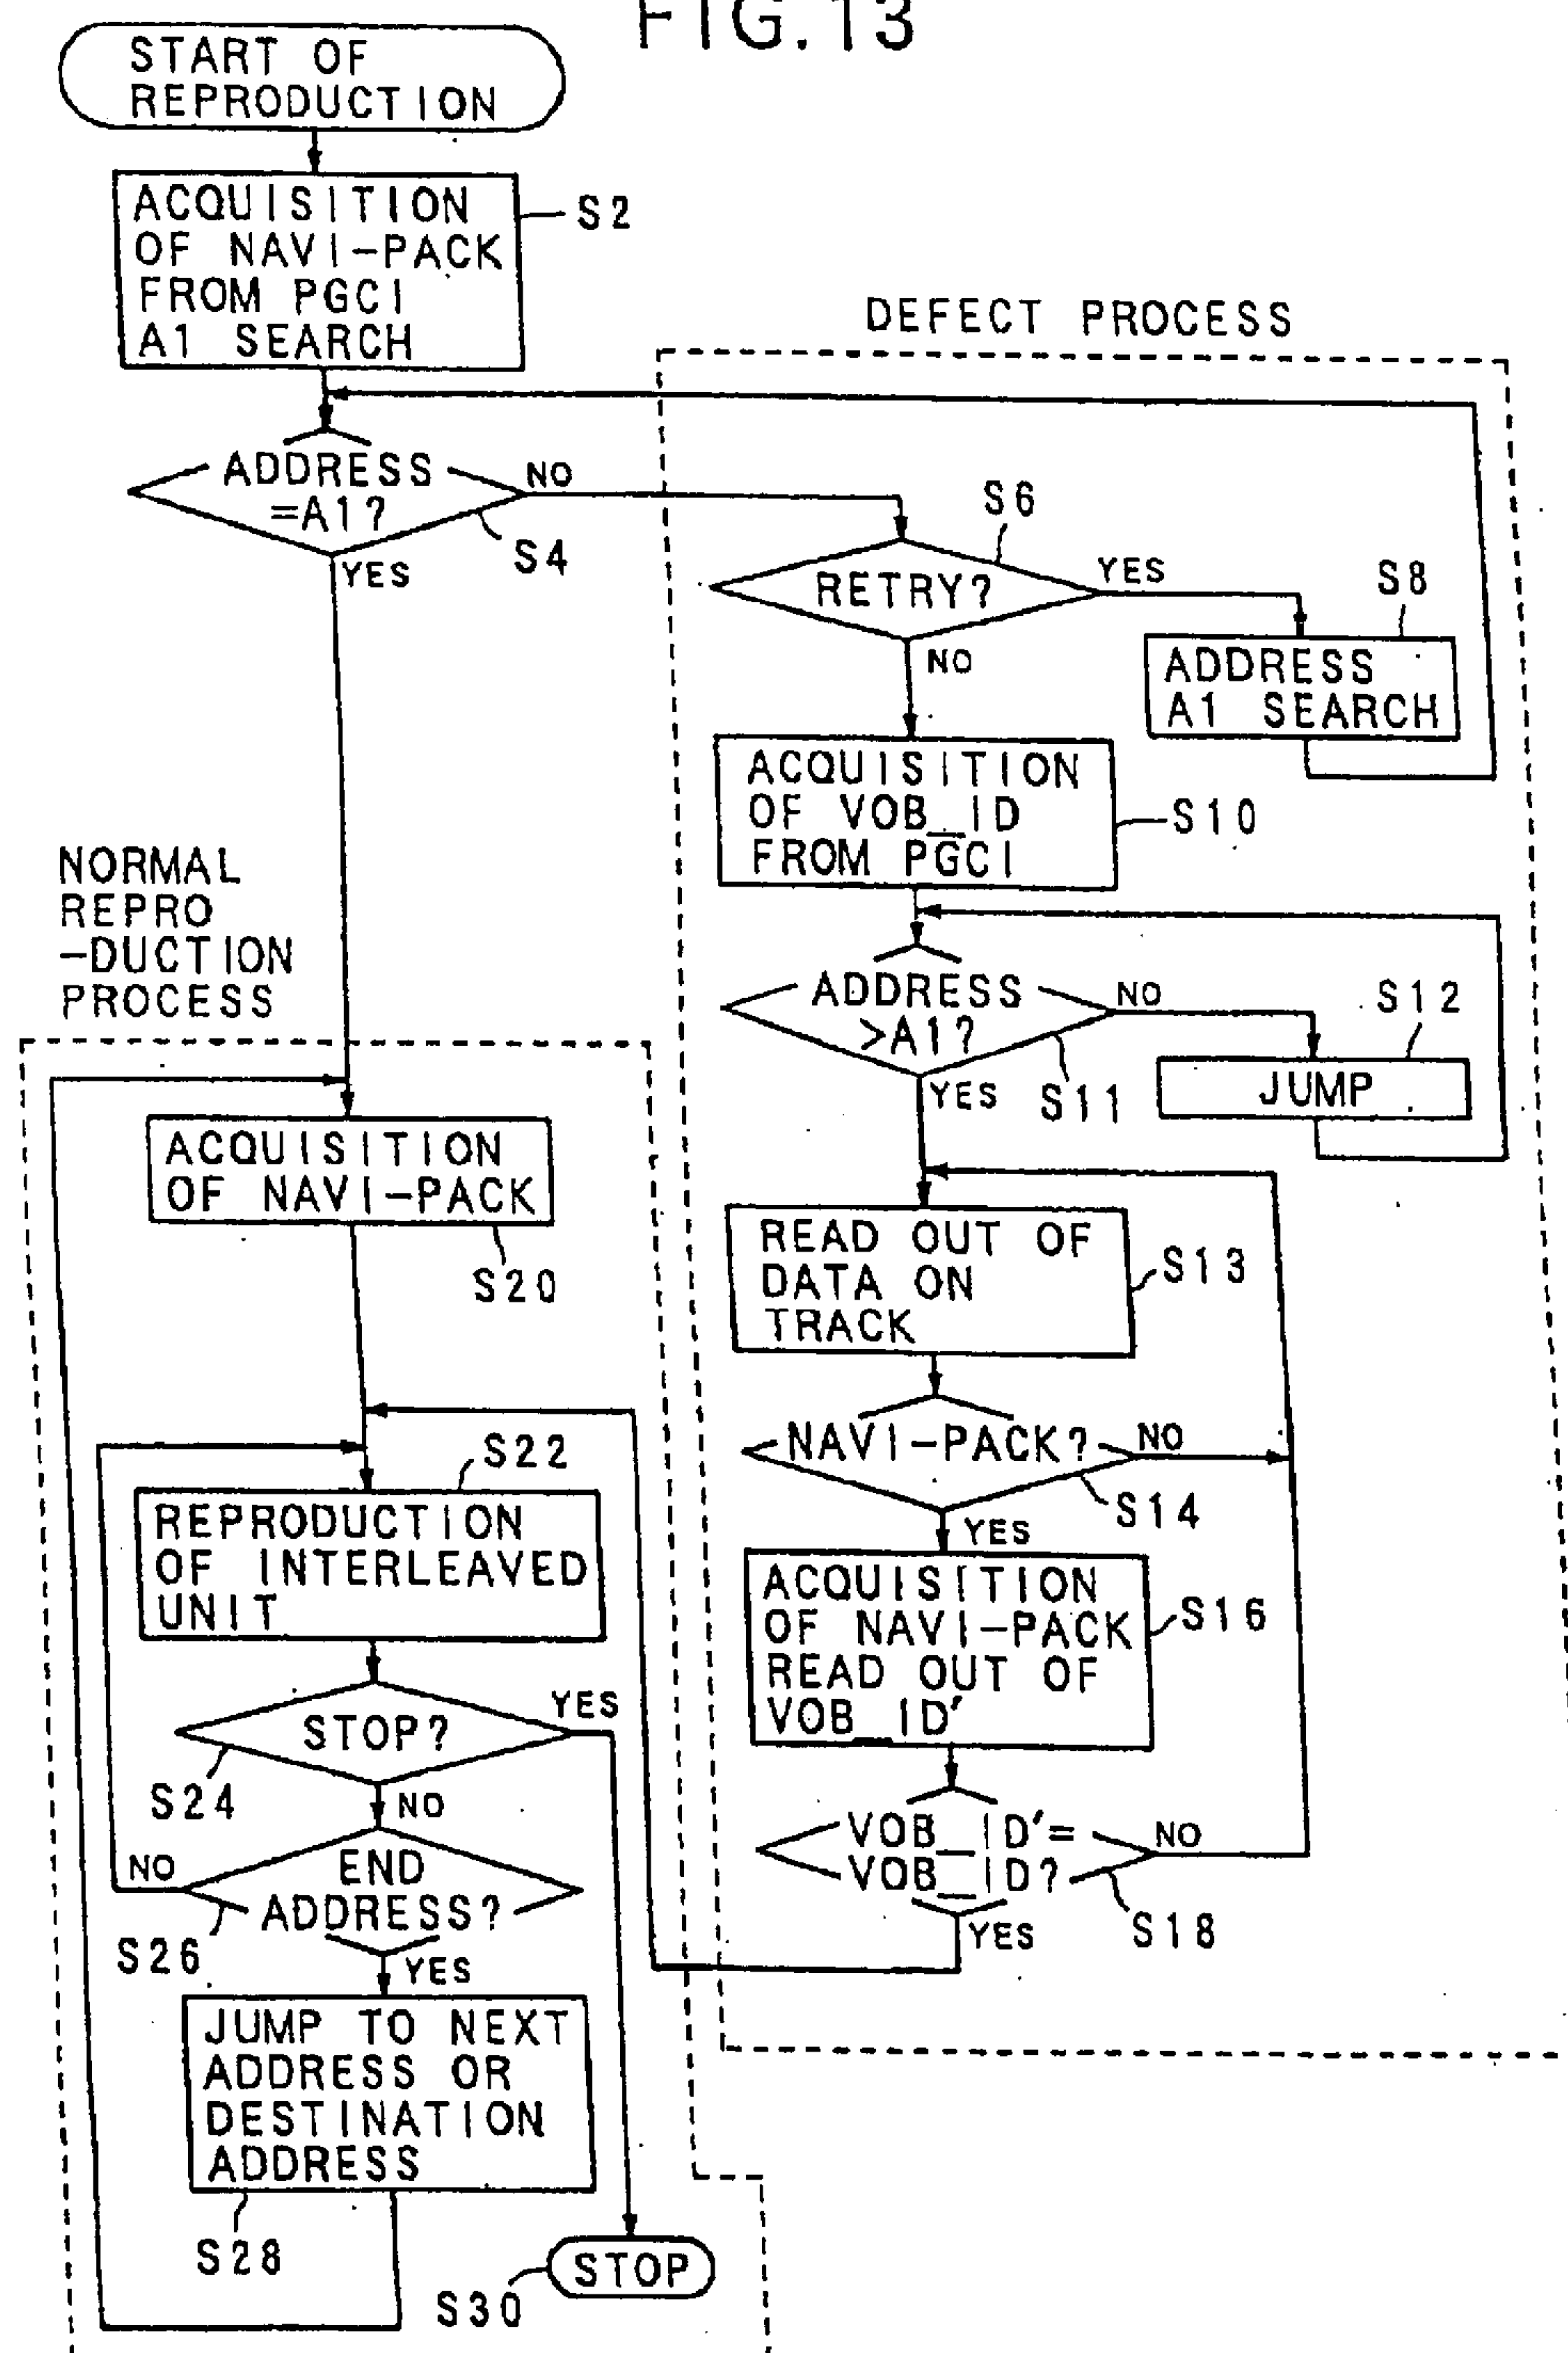 FIG.13
START OF
REPRODUCTION
ACQUISITION
OF NAVI-PACK
FROM PGCI
A1 SEARCH
S2
DEFECT PROCESS
ADDRESS
=A1?
NO
S4
YES
S6
RETRY?
YES
NO
S8
ADDRESS
A1 SEARCH
ACQUISITION
OF VOB_ID
FROM PGCI
S10
ADDRESS
>A1?
NO
S11
YES
S12
JUMP
READ OUT OF
DATA ON
TRACK
S13
NAVI-PACK?
NO
S14
YES
ACQUISITION
OF NAVI-PACK
READ OUT OF
VOB_ID'
S16
VOB_ID'=
VOB_ID?
NO
S18
YES
NORMAL
REPRO
-DUCTION
PROCESS
ACQUISITION
OF NAVI-PACK
S20
S22
REPRODUCTION
OF INTERLEAVED
UNIT
STOP?
YES
S24
NO
END
ADDRESS?
NO
S26
YES
JUMP TO NEXT
ADDRESS OR
DESTINATION
ADDRESS
S28
STOP
S30